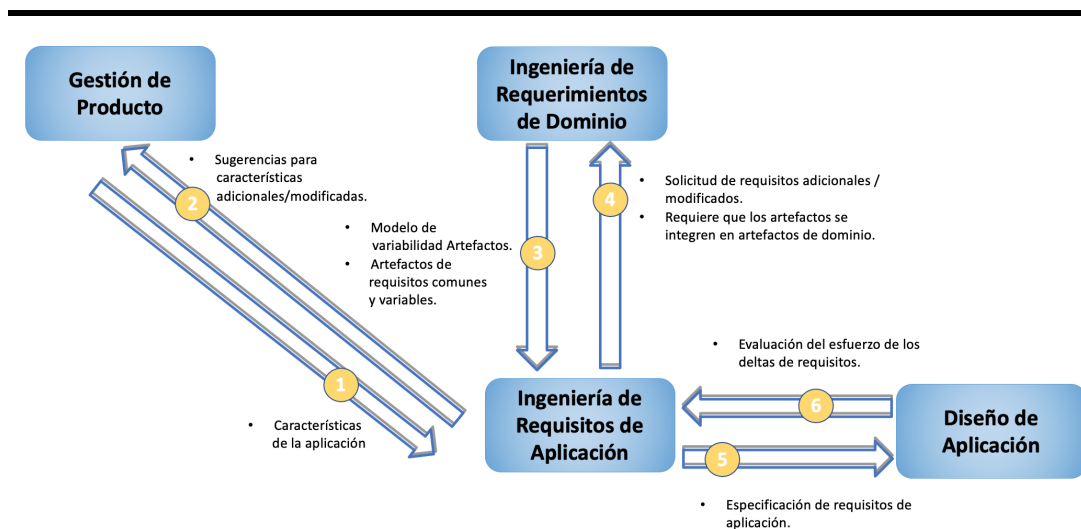 Gestión de
Producto
Ingeniería de
Requerimientos
de Dominio
• Sugerencias para
características
adicionales/modificadas.
2
• Solicitud de requisitos adicionales /
modificados.
• Requiere que los artefactos se
integren en artefactos de dominio.
4
• Modelo de
variabilidad Artefactos.
• Artefactos de
requisitos comunes
y variables.
3
• Evaluación del esfuerzo de los
deltas de requisitos.
1
6
• Características
de la aplicación
Ingeniería de
Requisitos de
Aplicación
Diseño de
Aplicación
5
• Especificación de requisitos de
aplicación.